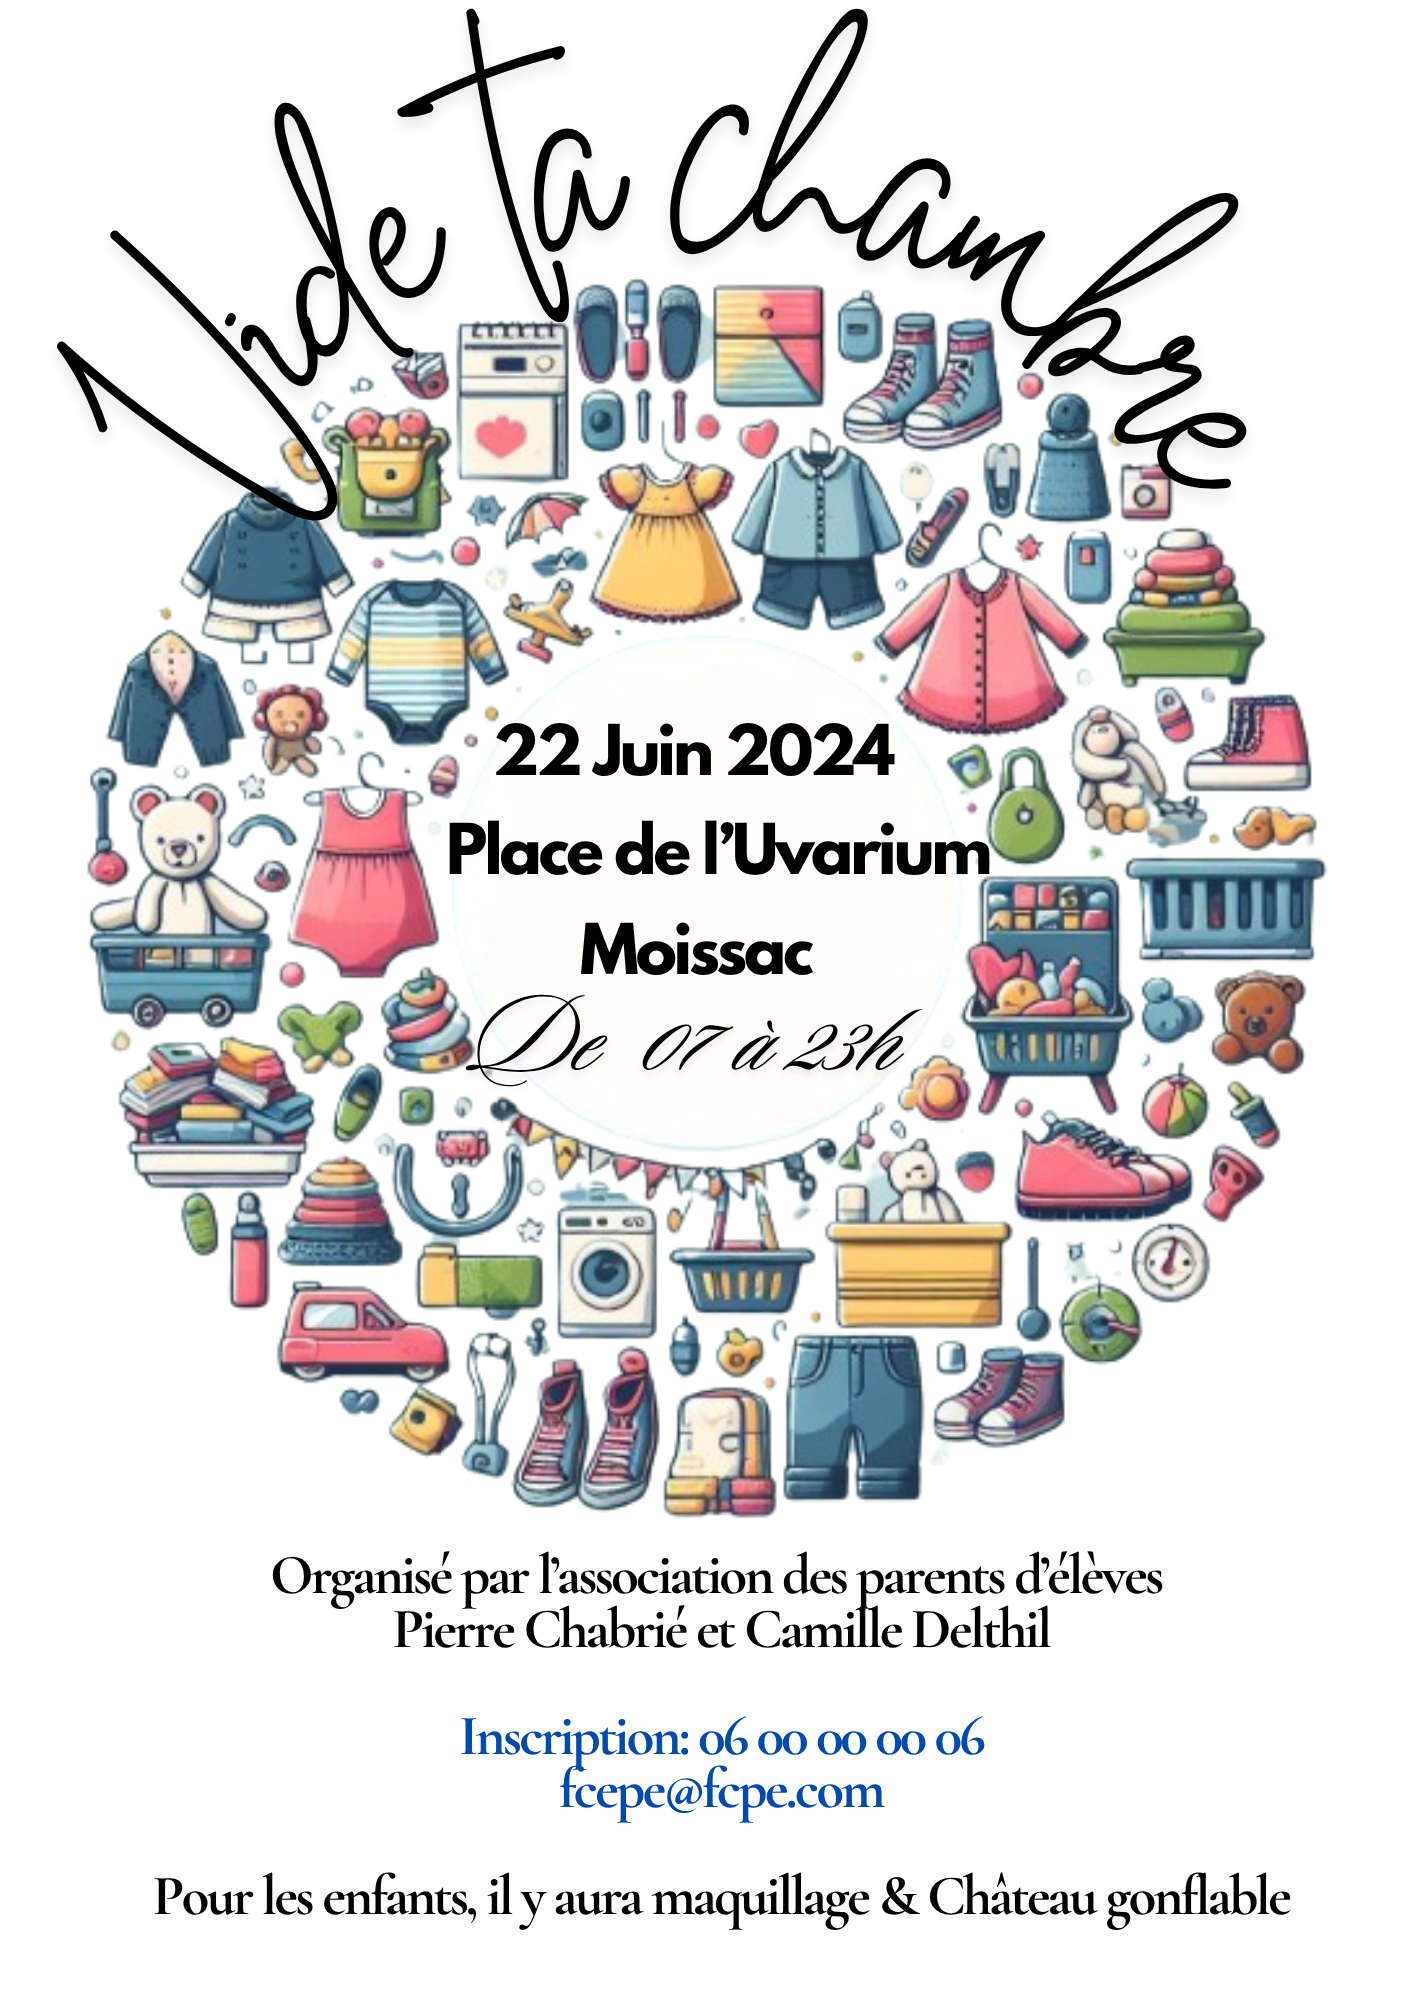 Vide ta chambre
22 Juin 2024
Place de l’Uvarium
Moissac
De 07 à 23h
Organisé par l’association des parents d’élèves
Pierre Chabrié et Camille Delthil
Inscription: 06 00 00 00 06
fcepe@fcpe.com
Pour les enfants, il y aura maquillage & Château gonflable